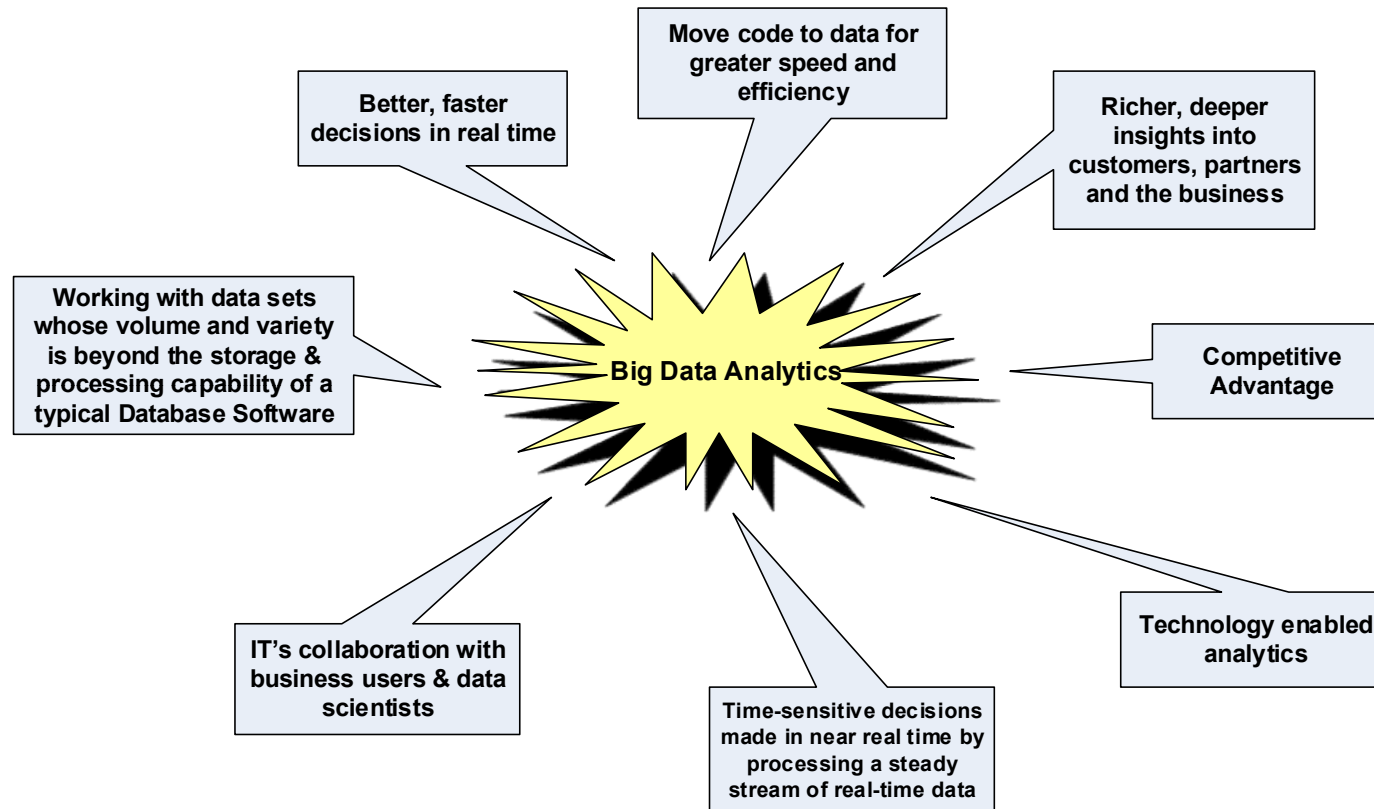 Move code to data for
greater speed and
efficiency
Better, faster
decisions in real time
Richer, deeper
insights into
customers, partners
and the business
Working with data sets
whose volume and variety
is beyond the storage &
processing capability of a
typical Database Software
Big Data Analytics
Competitive
Advantage
IT’s collaboration with
business users & data
scientists
Time-sensitive decisions
made in near real time by
processing a steady
stream of real-time data
Technology enabled
analytics